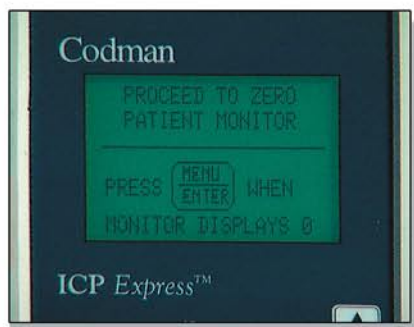 Codman
PROCEED TO ZERO
PATIENT MONITOR
PRESS MENU ENTER WHEN
MONITOR DISPLAYS 0
ICP Express™